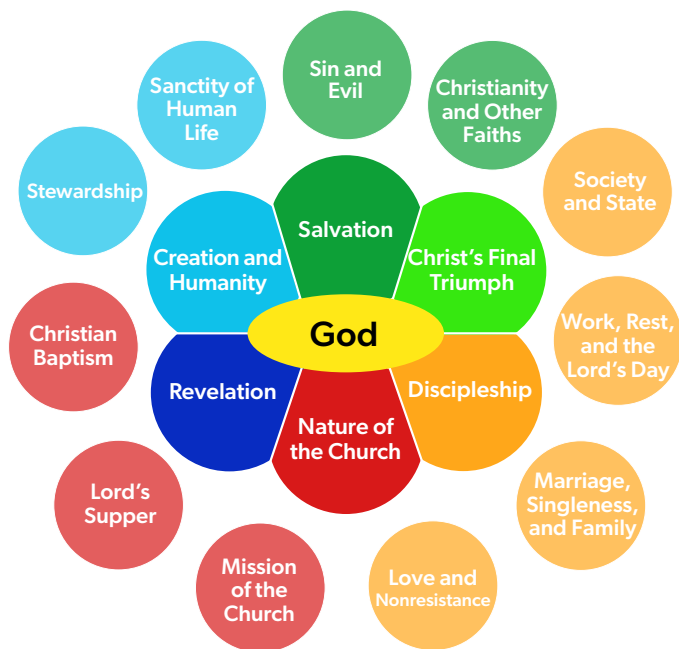 Sin and
Evil
Christianity
and Other
Faiths
Society
and State
Work, Rest,
and the
Lord’s Day
Marriage,
Singleness,
and Family
Love and
Nonresistance
Mission
of the
Church
Lord’s
Supper
Christian
Baptism
Stewardship
Sanctity of
Human
Life
Salvation
Christ’s Final
Triumph
Discipleship
Nature of
the Church
Revelation
Creation and
Humanity
God